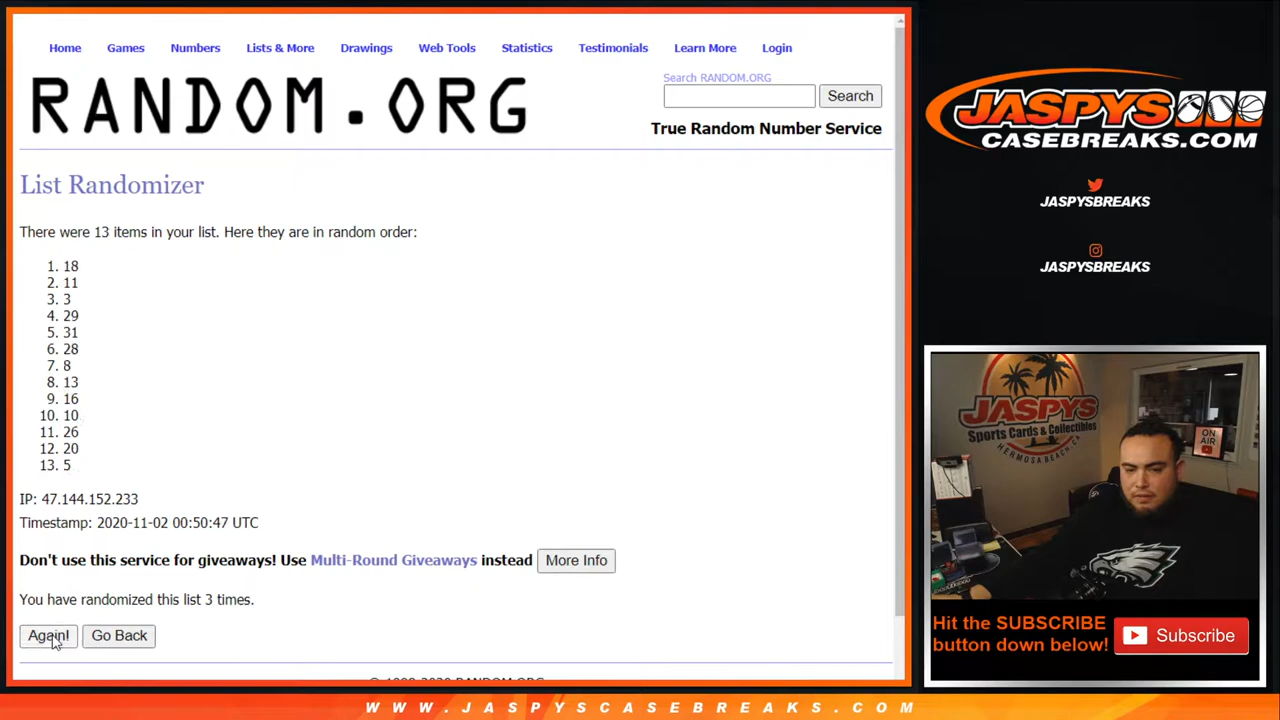 Home Games Numbers Lists & More Drawings Web Tools Statistics Testimonials Learn More Login
RANDOM.ORG
Search RANDOM.ORG
Search
True Random Number Service
List Randomizer
There were 13 items in your list. Here they are in random order:
1. 18
2. 11
3. 3
4. 29
5. 31
6. 28
7. 8
8. 13
9. 16
10. 10
11. 26
12. 20
13. 5
IP: 47.144.152.233
Timestamp: 2020-11-02 00:50:47 UTC
Don't use this service for giveaways! Use Multi-Round Giveaways instead More Info
You have randomized this list 3 times.
Again! Go Back
JASPYS
CASEBREAKS.COM
JASPYSBREAKS
JASPYSBREAKS
JASPYS
Sports Cards & Collectibles
HERMOSA BEACH, CA
ON
AIR
Hit the SUBSCRIBE
button down below!
Subscribe
WWW.JASPYSCASEBREAKS.COM